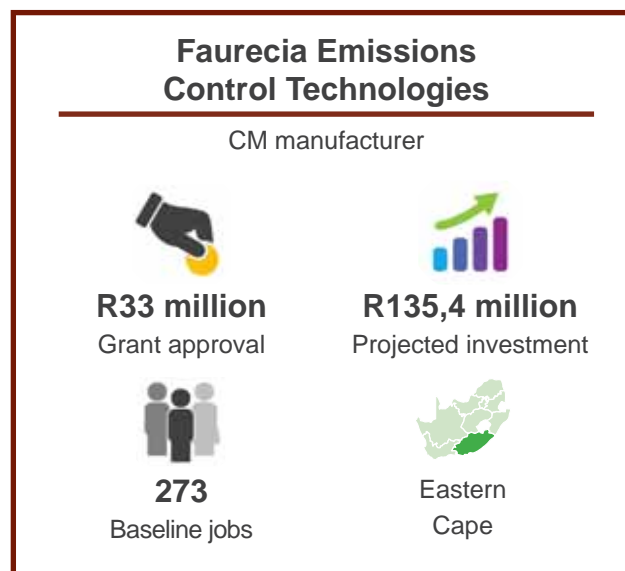 Faurecia Emissions
Control Technologies
CM manufacturer
R33 million
Grant approval
R135,4 million
Projected investment
273
Baseline jobs
Eastern
Cape